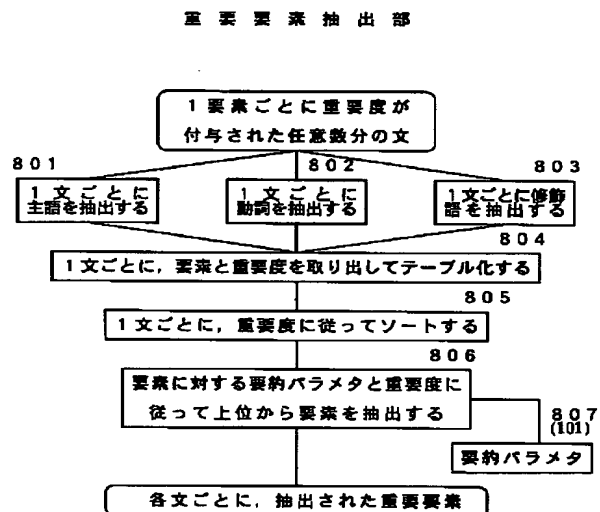 重要要素抽出部
1要素ごとに重要度が
付与された任意数分の文
801
1文ごとに
主語を抽出する
802
1文ごとに
動詞を抽出する
803
1文ごとに修飾
語を抽出する
804
1文ごとに,要素と重要度を取り出してテーブル化する
805
1文ごとに,重要度に従ってソートする
806
要素に対する要約パラメタと重要度に
従って上位から要素を抽出する
807
(101)
要約パラメタ
各文ごとに,抽出された重要要素